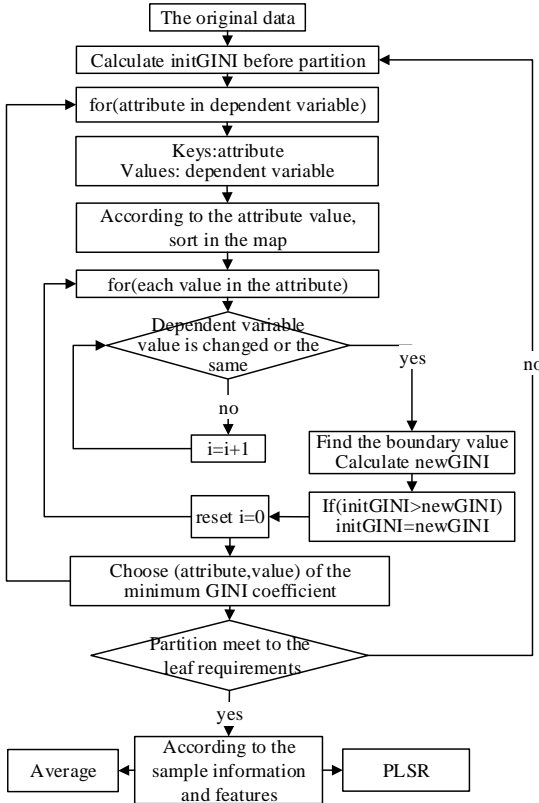 The original data
Calculate initGINI before partition
for(attribute in dependent variable)
Keys:attribute
Values: dependent variable
According to the attribute value,
sort in the map
for(each value in the attribute)
Dependent variable
value is changed or the
same
yes
no
no
i=i+1
Find the boundary value
Calculate newGINI
If(initGINI>newGINI)
initGINI=newGINI
reset i=0
Choose (attribute,value) of the
minimum GINI coefficient
Partition meet to the
leaf requirements
yes
According to the
sample information
and features
Average
PLSR